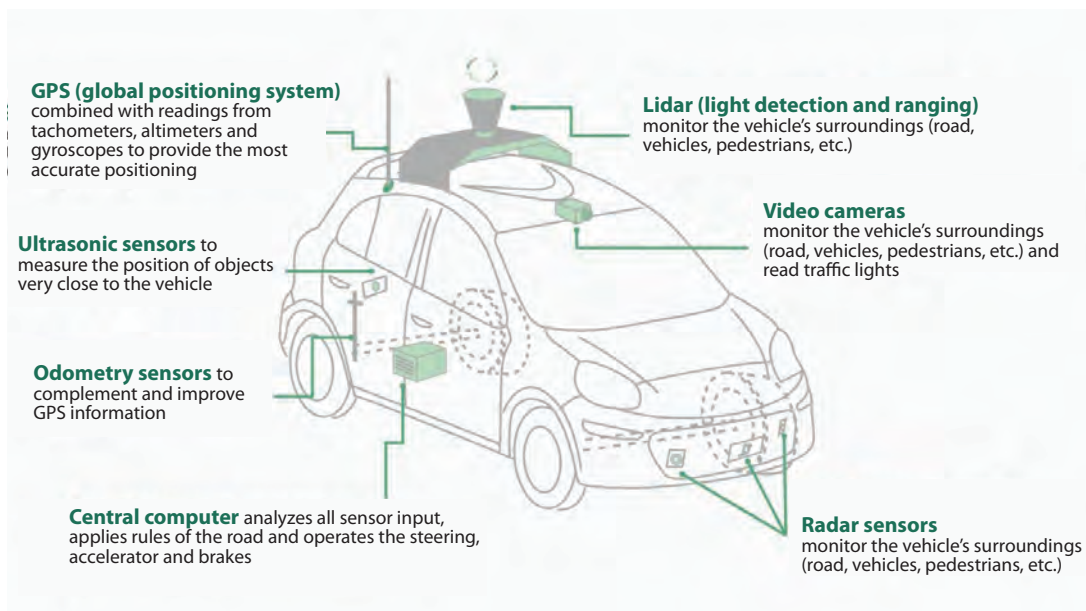 GPS (global positioning system)
combined with readings from
tachometers, altimeters and
gyroscopes to provide the most
accurate positioning
Lidar (light detection and ranging)
monitor the vehicle's surroundings (road,
vehicles, pedestrians, etc.)
Video cameras
monitor the vehicle's surroundings
(road, vehicles, pedestrians, etc.) and
read traffic lights
Ultrasonic sensors to
measure the position of objects
very close to the vehicle
Odometry sensors to
complement and improve
GPS information
Central computer analyzes all sensor input,
applies rules of the road and operates the steering,
accelerator and brakes
Radar sensors
monitor the vehicle's surroundings
(road, vehicles, pedestrians, etc.)